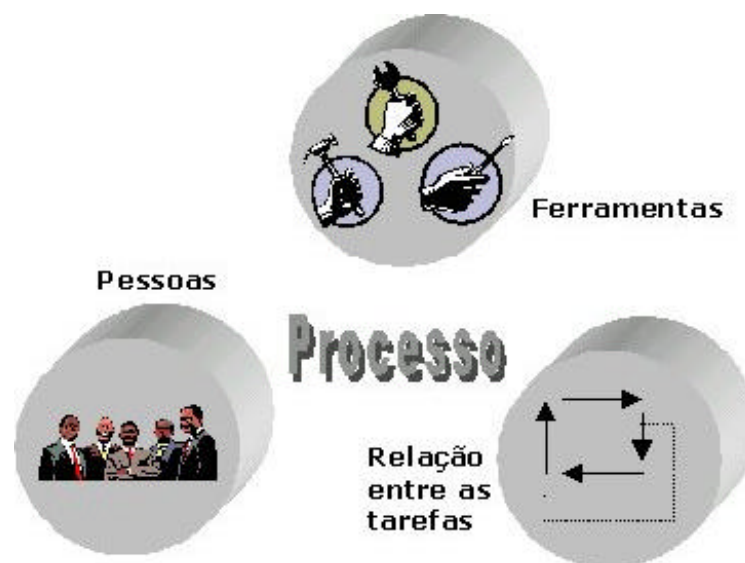 Ferramentas
Pessoas
Processo
Relação
entre as
tarefas